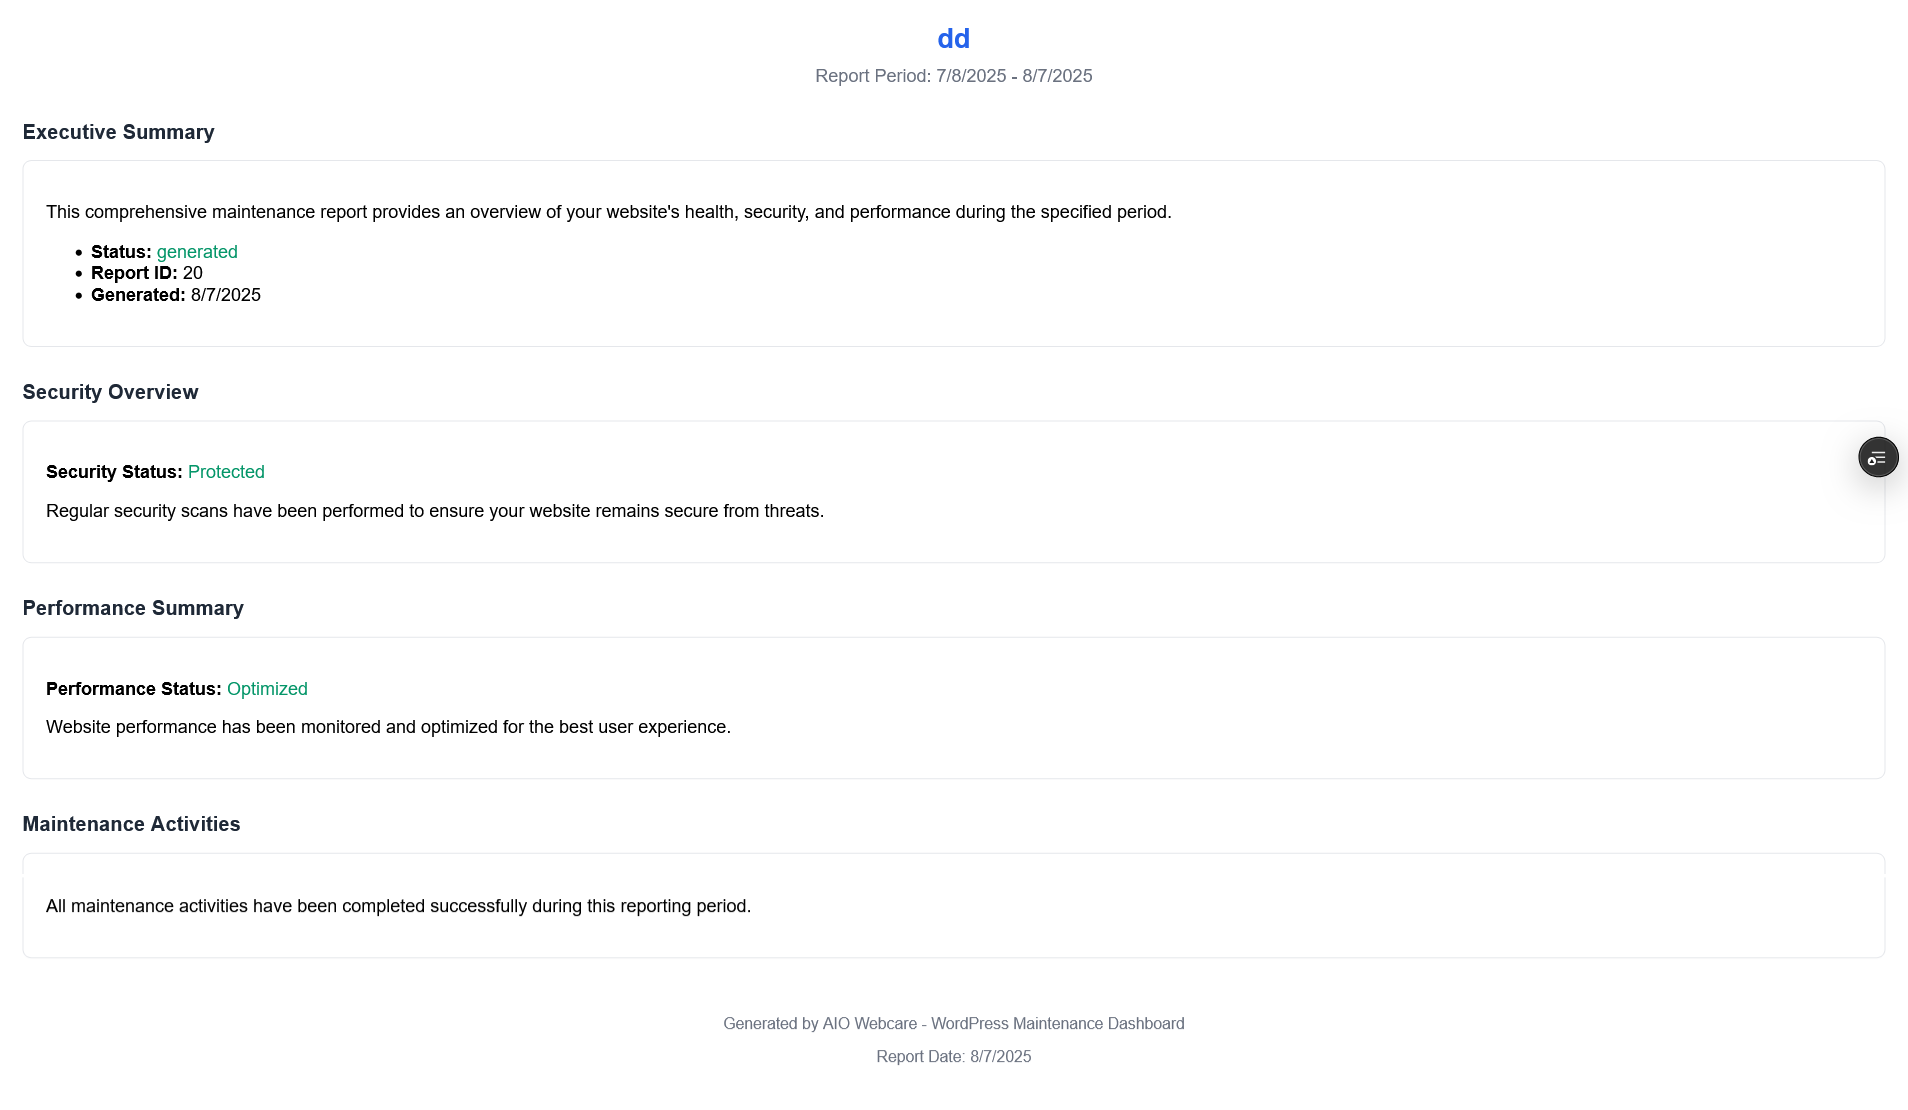 dd
Report Period: 7/8/2025 - 8/7/2025
Executive Summary
This comprehensive maintenance report provides an overview of your website's health, security, and performance during the specified period.
• Status: generated
• Report ID: 20
• Generated: 8/7/2025
Security Overview
Security Status: Protected
Regular security scans have been performed to ensure your website remains secure from threats.
Performance Summary
Performance Status: Optimized
Website performance has been monitored and optimized for the best user experience.
Maintenance Activities
All maintenance activities have been completed successfully during this reporting period.
Generated by AIO Webcare - WordPress Maintenance Dashboard
Report Date: 8/7/2025